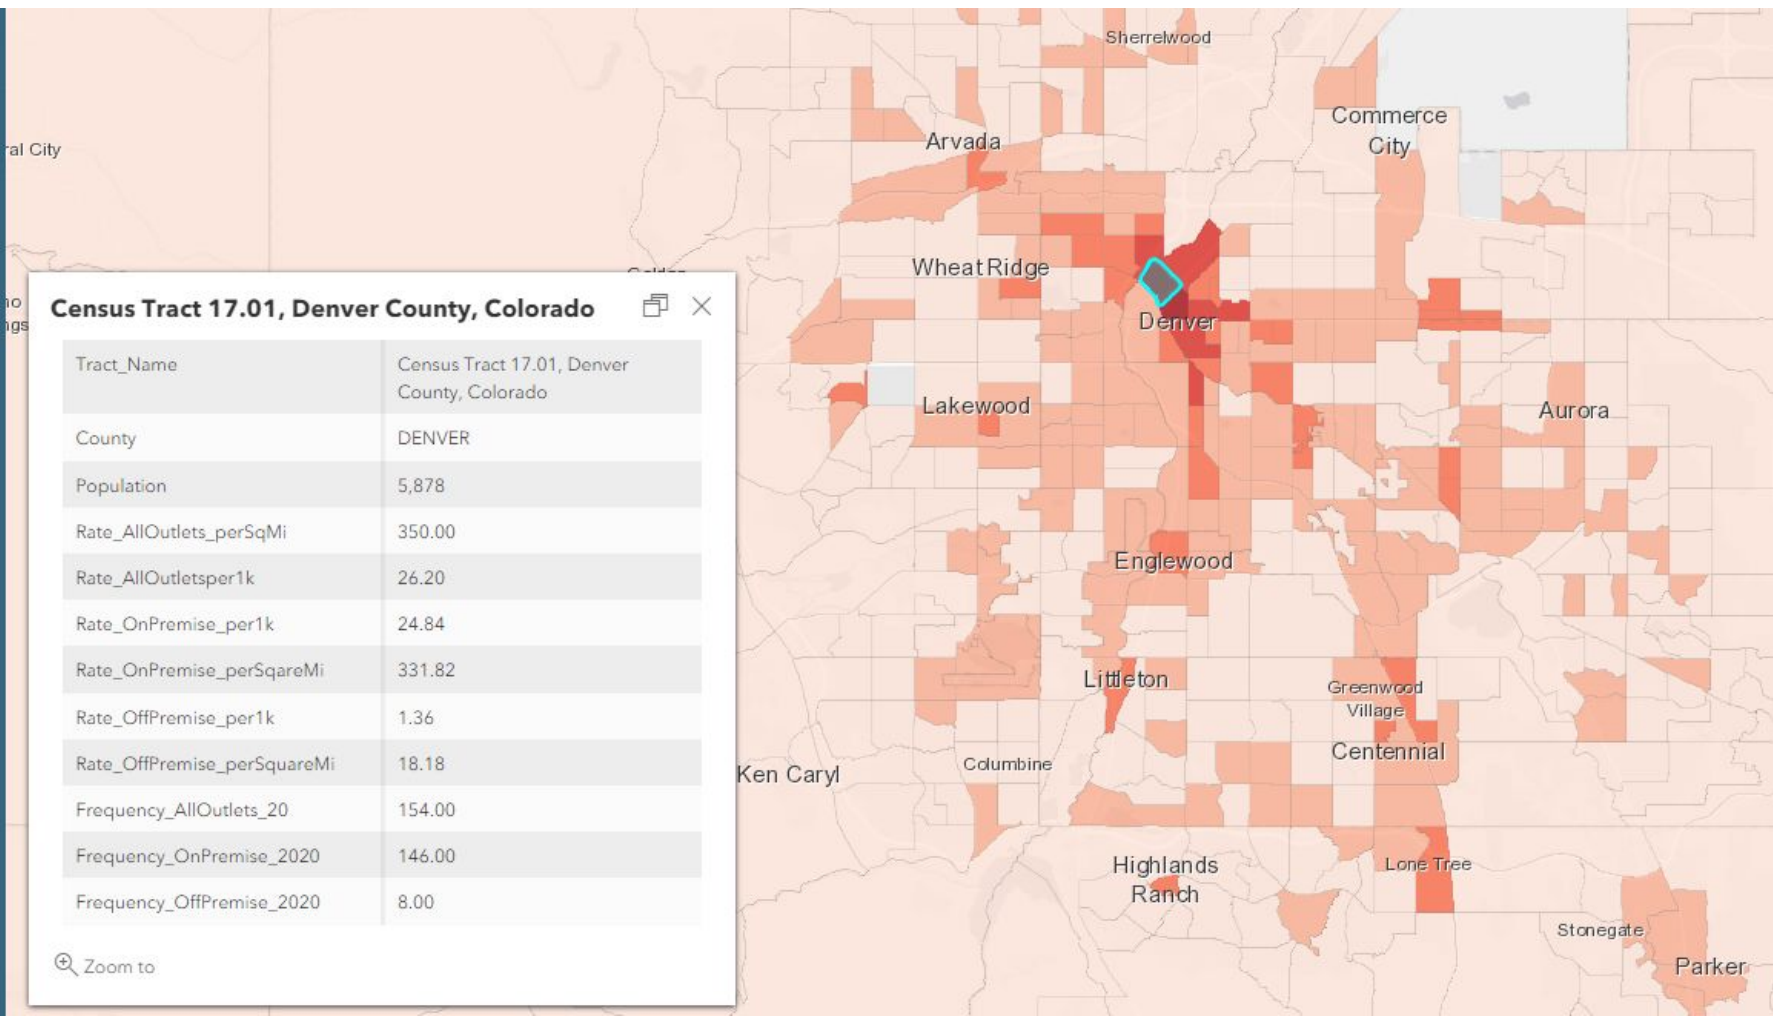 Sherrelwood
Commerce
City
Arvada
ral City
Wheat Ridge
Denver
Lakewood
Aurora
Englewood
Littleton
Greenwood
Village
Centennial
Ken Caryl
Columbine
Highlands
Ranch
Lone Tree
Stonegate
Parker
Census Tract 17.01, Denver County, Colorado
Tract_Name Census Tract 17.01, Denver
County, Colorado
County DENVER
Population 5,878
Rate_AllOutlets_perSqMi 350.00
Rate_AllOutletsper1k 26.20
Rate_OnPremise_per1k 24.84
Rate_OnPremise_perSqareMi 331.82
Rate_OffPremise_per1k 1.36
Rate_OffPremise_perSquareMi 18.18
Frequency_AllOutlets_20 154.00
Frequency_OnPremise_2020 146.00
Frequency_OffPremise_2020 8.00
Zoom to